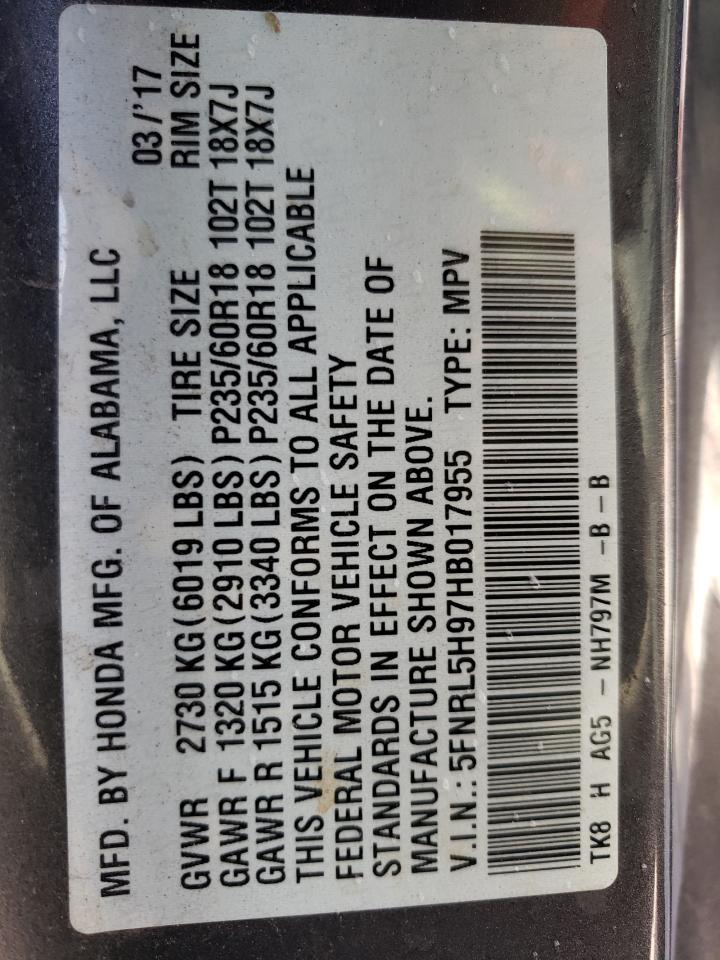 MFD. BY HONDA MFG. OF ALABAMA, LLC 03/'17
GVWR 2730 KG(6019 LBS) TIRE SIZE RIM SIZE
GAWR F 1320 KG(2910 LBS) P235/60R18 102T 18X7J
GAWR R 1515 KG(3340 LBS) P235/60R18 102T 18X7J
THIS VEHICLE CONFORMS TO ALL APPLICABLE
FEDERAL MOTOR VEHICLE SAFETY
STANDARDS IN EFFECT ON THE DATE OF
MANUFACTURE SHOWN ABOVE.
V.I.N.: 5FNRL5H97HB017955 TYPE: MPV
TK8 H AG5 - NH797M -B-B